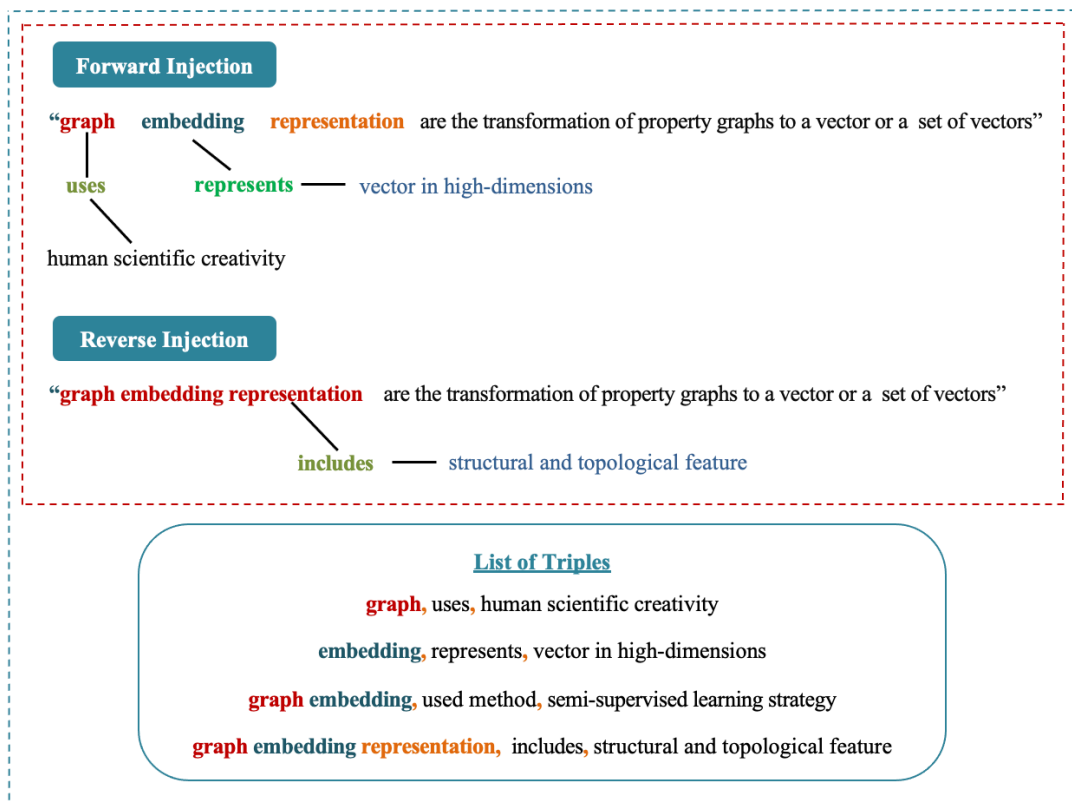 Forward Injection
“graph embedding representation are the transformation of property graphs to a vector or a set of vectors”
uses represents vector in high-dimensions
human scientific creativity
Reverse Injection
“graph embedding representation are the transformation of property graphs to a vector or a set of vectors”
includes structural and topological feature
List of Triples
graph, uses, human scientific creativity
embedding, represents, vector in high-dimensions
graph embedding, used method, semi-supervised learning strategy
graph embedding representation, includes, structural and topological feature